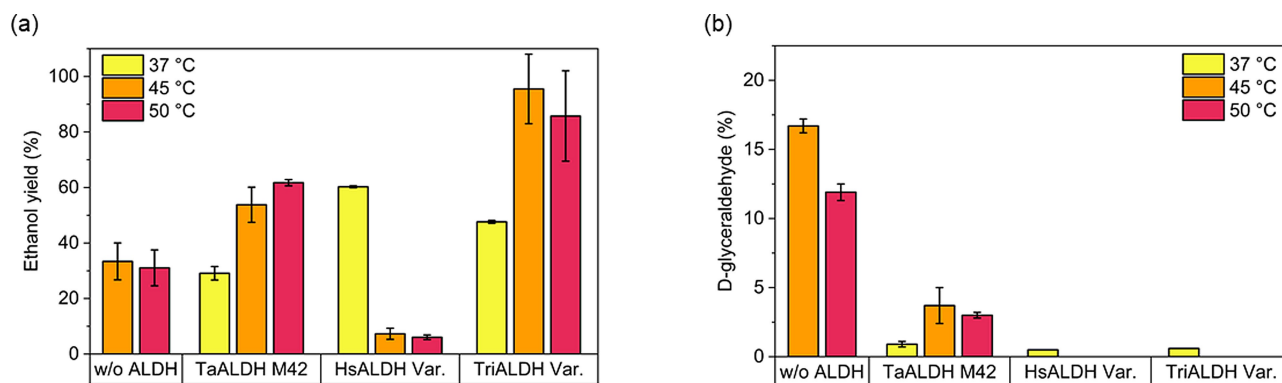 (a)
Ethanol yield (%)
100
80
60
40
20
0
37 °C
45 °C
50 °C
w/o ALDH
TaALDH M42
HsALDH Var.
TriALDH Var.
(b)
D-glyceraldehyde (%)
20
15
10
5
0
37 °C
45 °C
50 °C
w/o ALDH
TaALDH M42
HsALDH Var.
TriALDH Var.